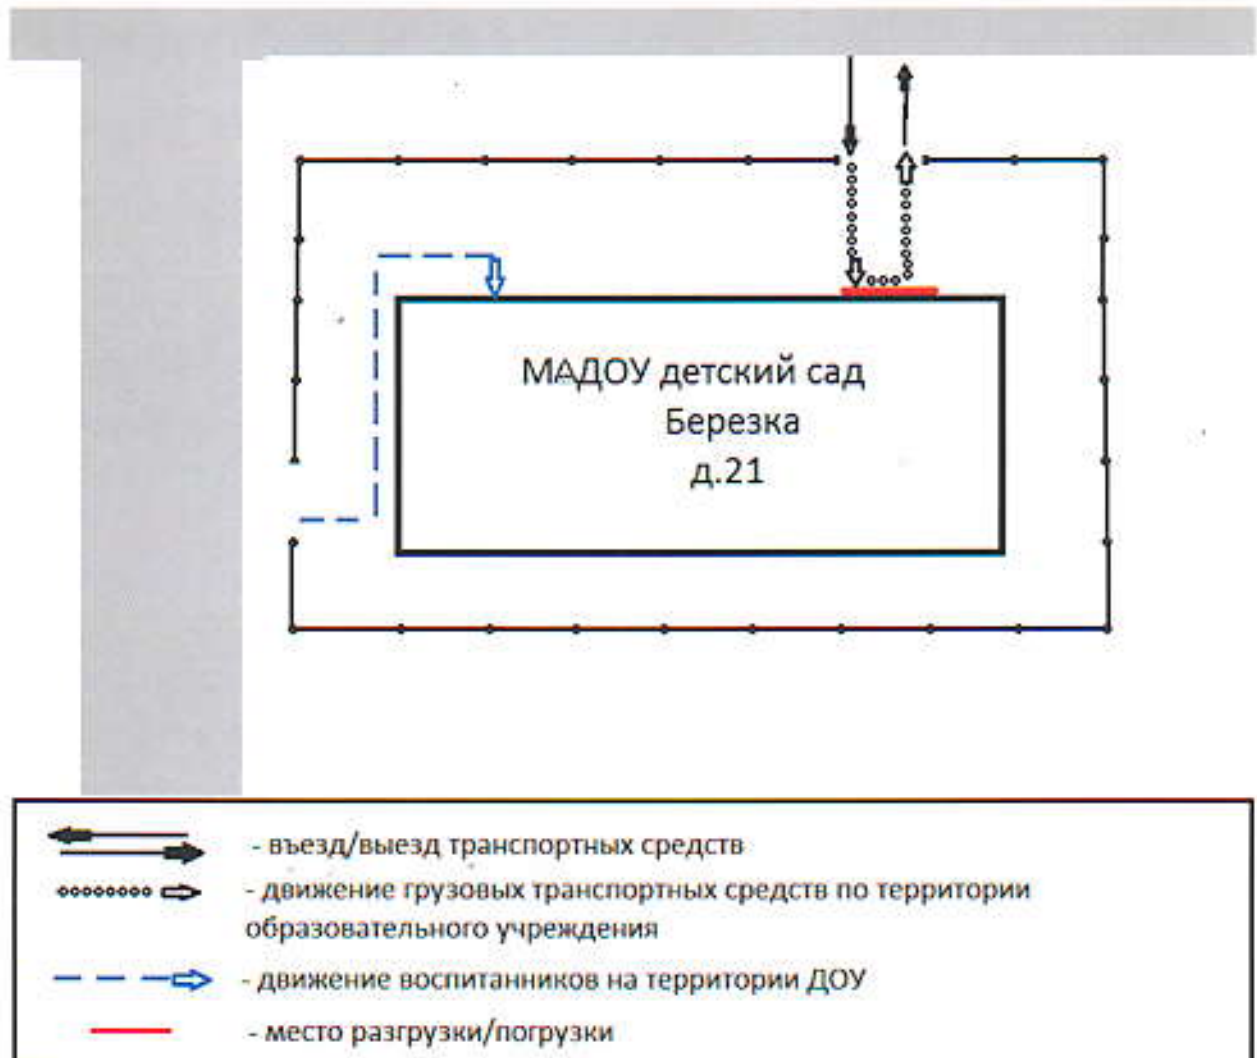 МАДОУ детский сад
Березка
д.21
- въезд/выезд транспортных средств
- движение грузовых транспортных средств по территории
образовательного учреждения
- движение воспитанников на территории ДОУ
- место разгрузки/погрузки